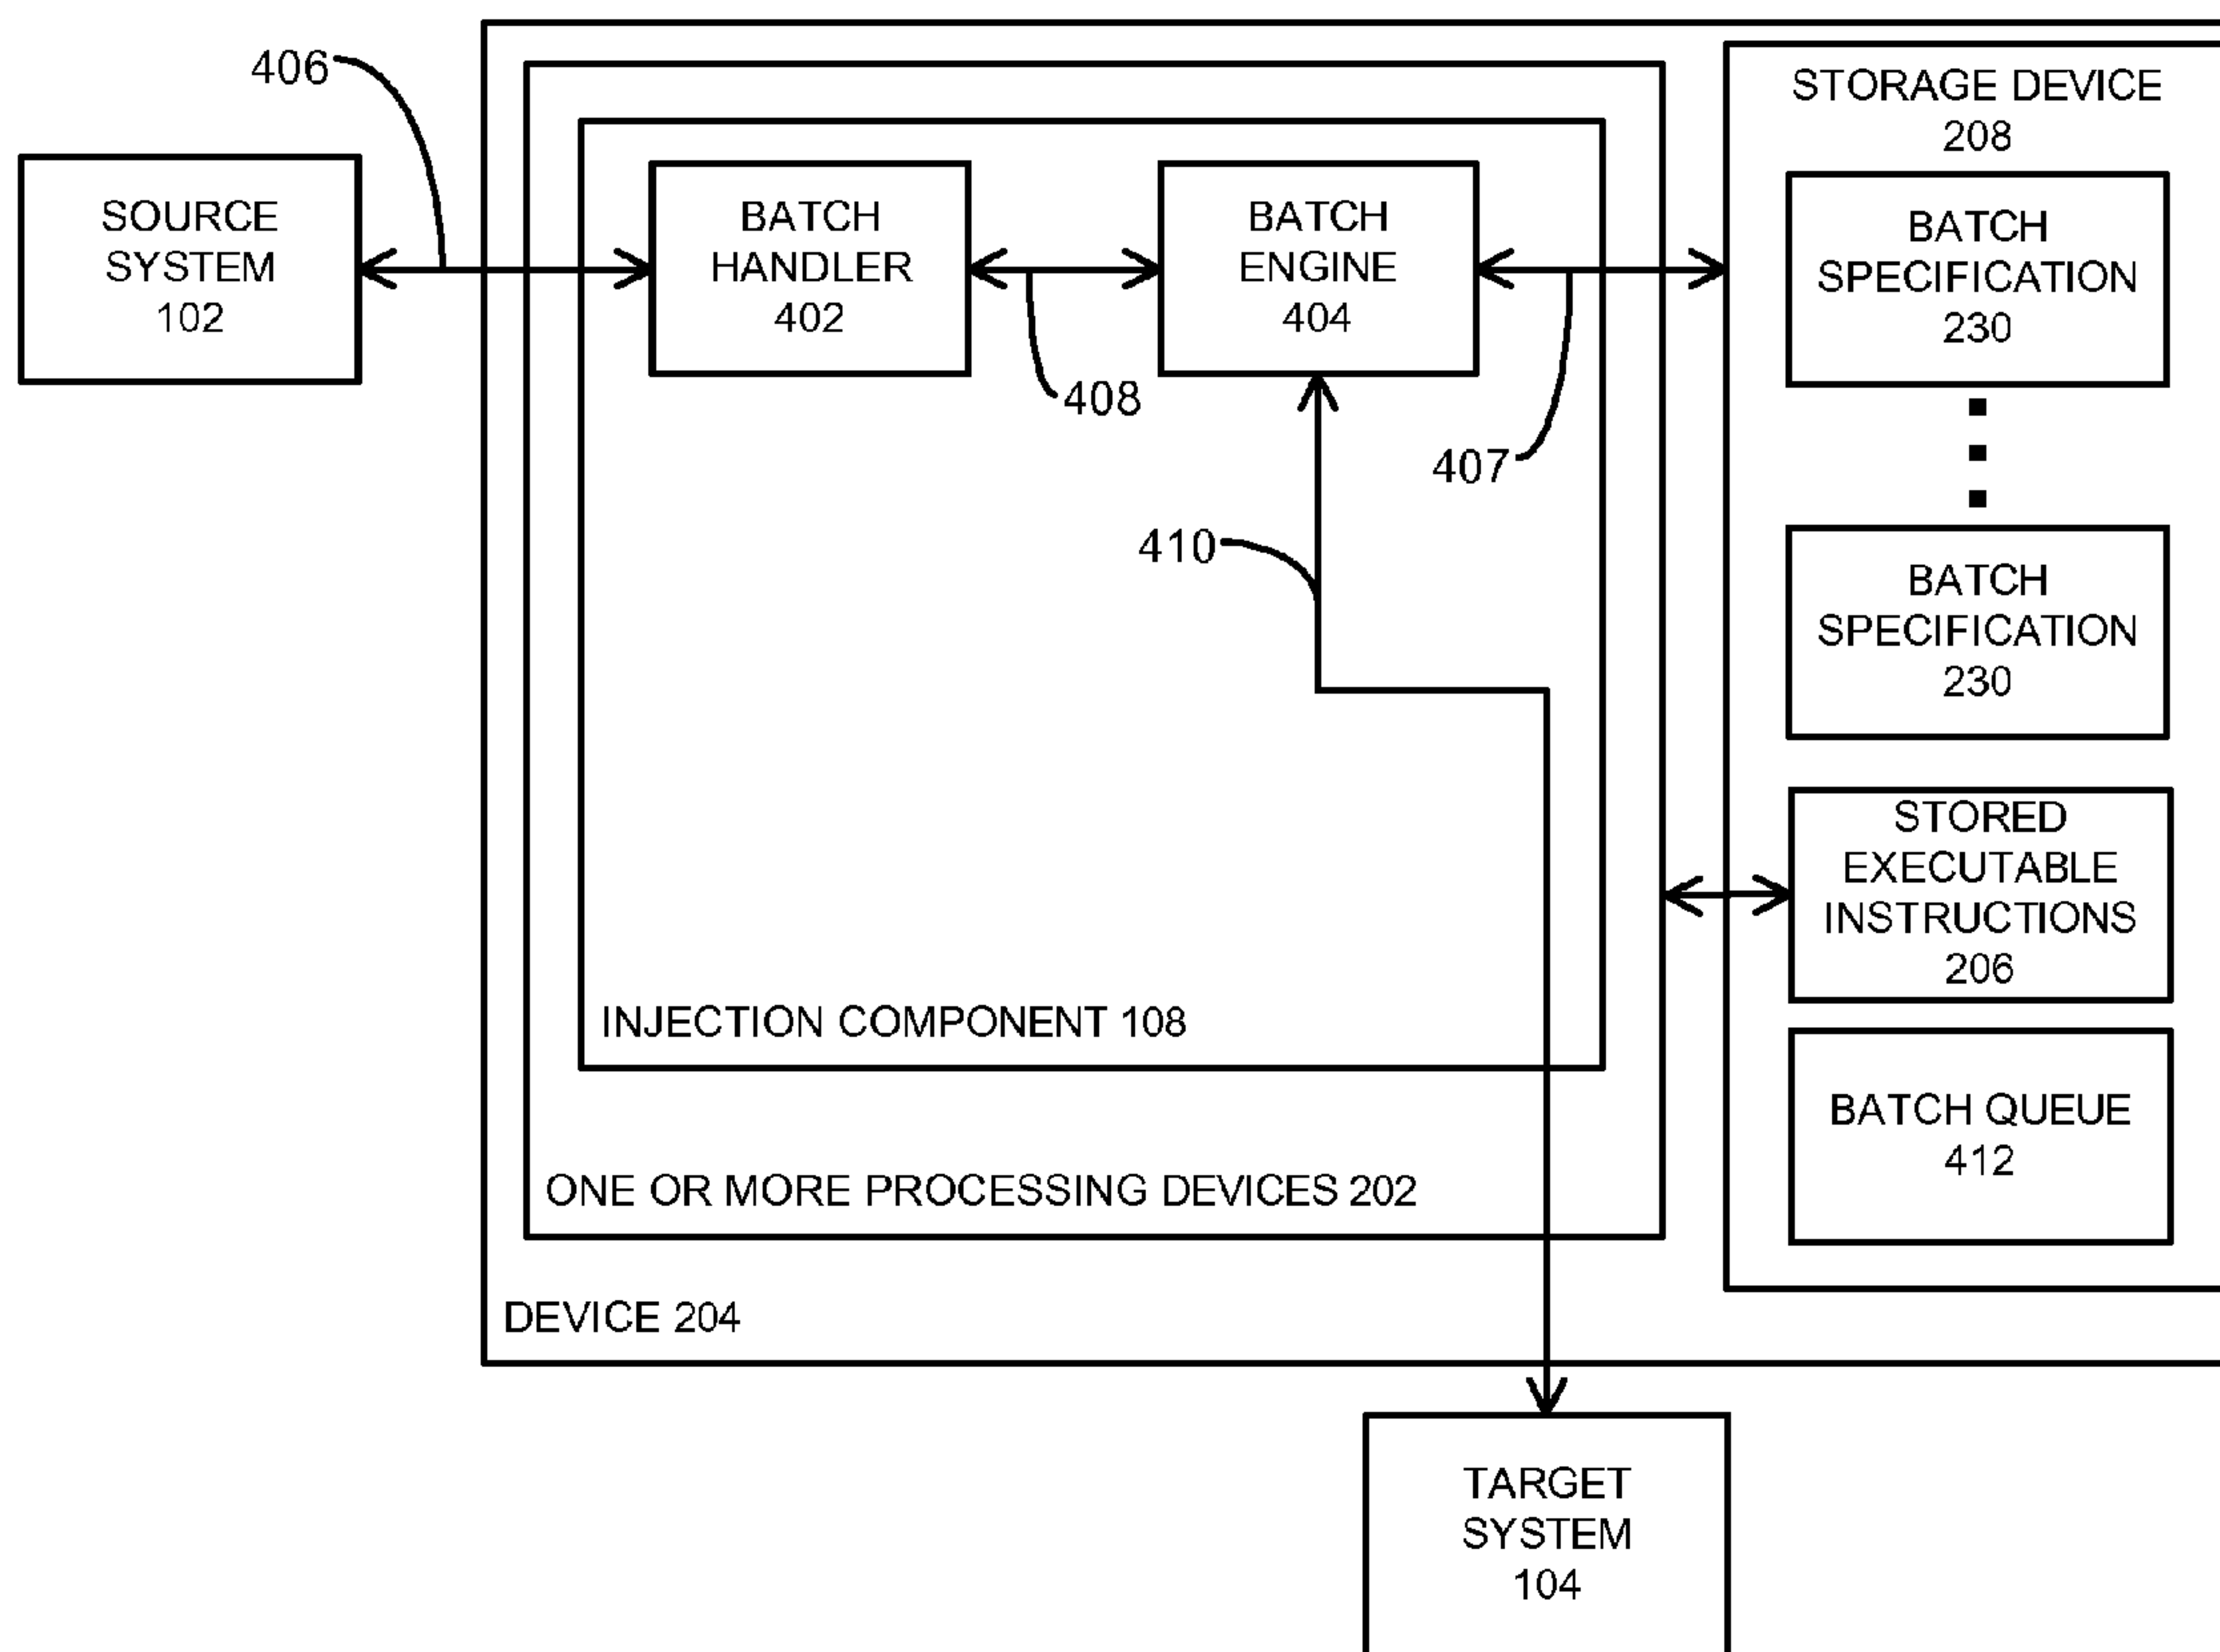 406
SOURCE
SYSTEM
102
BATCH
HANDLER
402
408
BATCH
ENGINE
404
407
410
INJECTION COMPONENT 108
ONE OR MORE PROCESSING DEVICES 202
DEVICE 204
STORAGE DEVICE
208
BATCH
SPECIFICATION
230
BATCH
SPECIFICATION
230
STORED
EXECUTABLE
INSTRUCTIONS
206
BATCH QUEUE
412
TARGET
SYSTEM
104